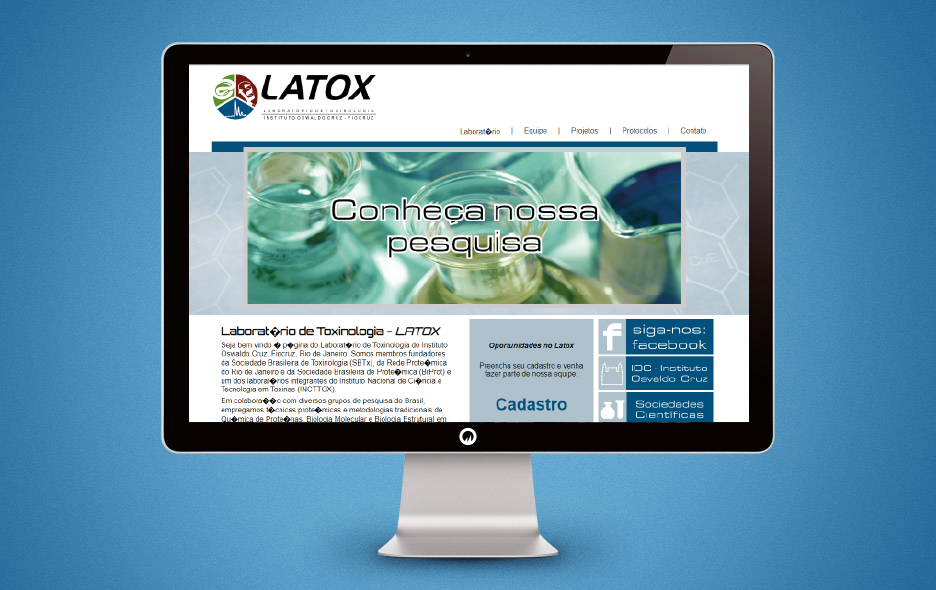 LATOX
LABORATÓRIO DE TOXINOLOGIA
INSTITUTO OSWALDO CRUZ - FIOCRUZ
Laborat�rio | Equipe | Projetos | Protocolos | Contato
Conheça nossa
pesquisa
CuZ
Laborat�rio de Toxinologia - LATOX
Seja bem vindo � p�gina do Laborat�rio de Toxinologia do Instituto
Oswaldo Cruz, Fiocruz, Rio de Janeiro. Somos membros fundadores
da Sociedade Brasileira de Toxinologia (SBTx), da Rede Prote�mica
do Rio de Janeiro e da Sociedade Brasileira de Prote�mica (BrProt) e
um dos laborat�rios integrantes do Instituto Nacional de Ci�ncia e
Tecnologia em Toxinas (INCTTOX).
Em colabora��o com diversos grupos de pesquisa do Brasil,
empregamos t�cnicas prote�micas e metodologias tradicionais de
Qu�mica de Prote�nas, Biologia Molecular e Biologia Estrutural em
Oportunidades no Latox
Preencha seu cadastro e venha
fazer parte de nossa equipe.
Cadastro
siga-nos:
facebook
IOC - Instituto
Osvaldo Cruz
Sociedades
Científicas